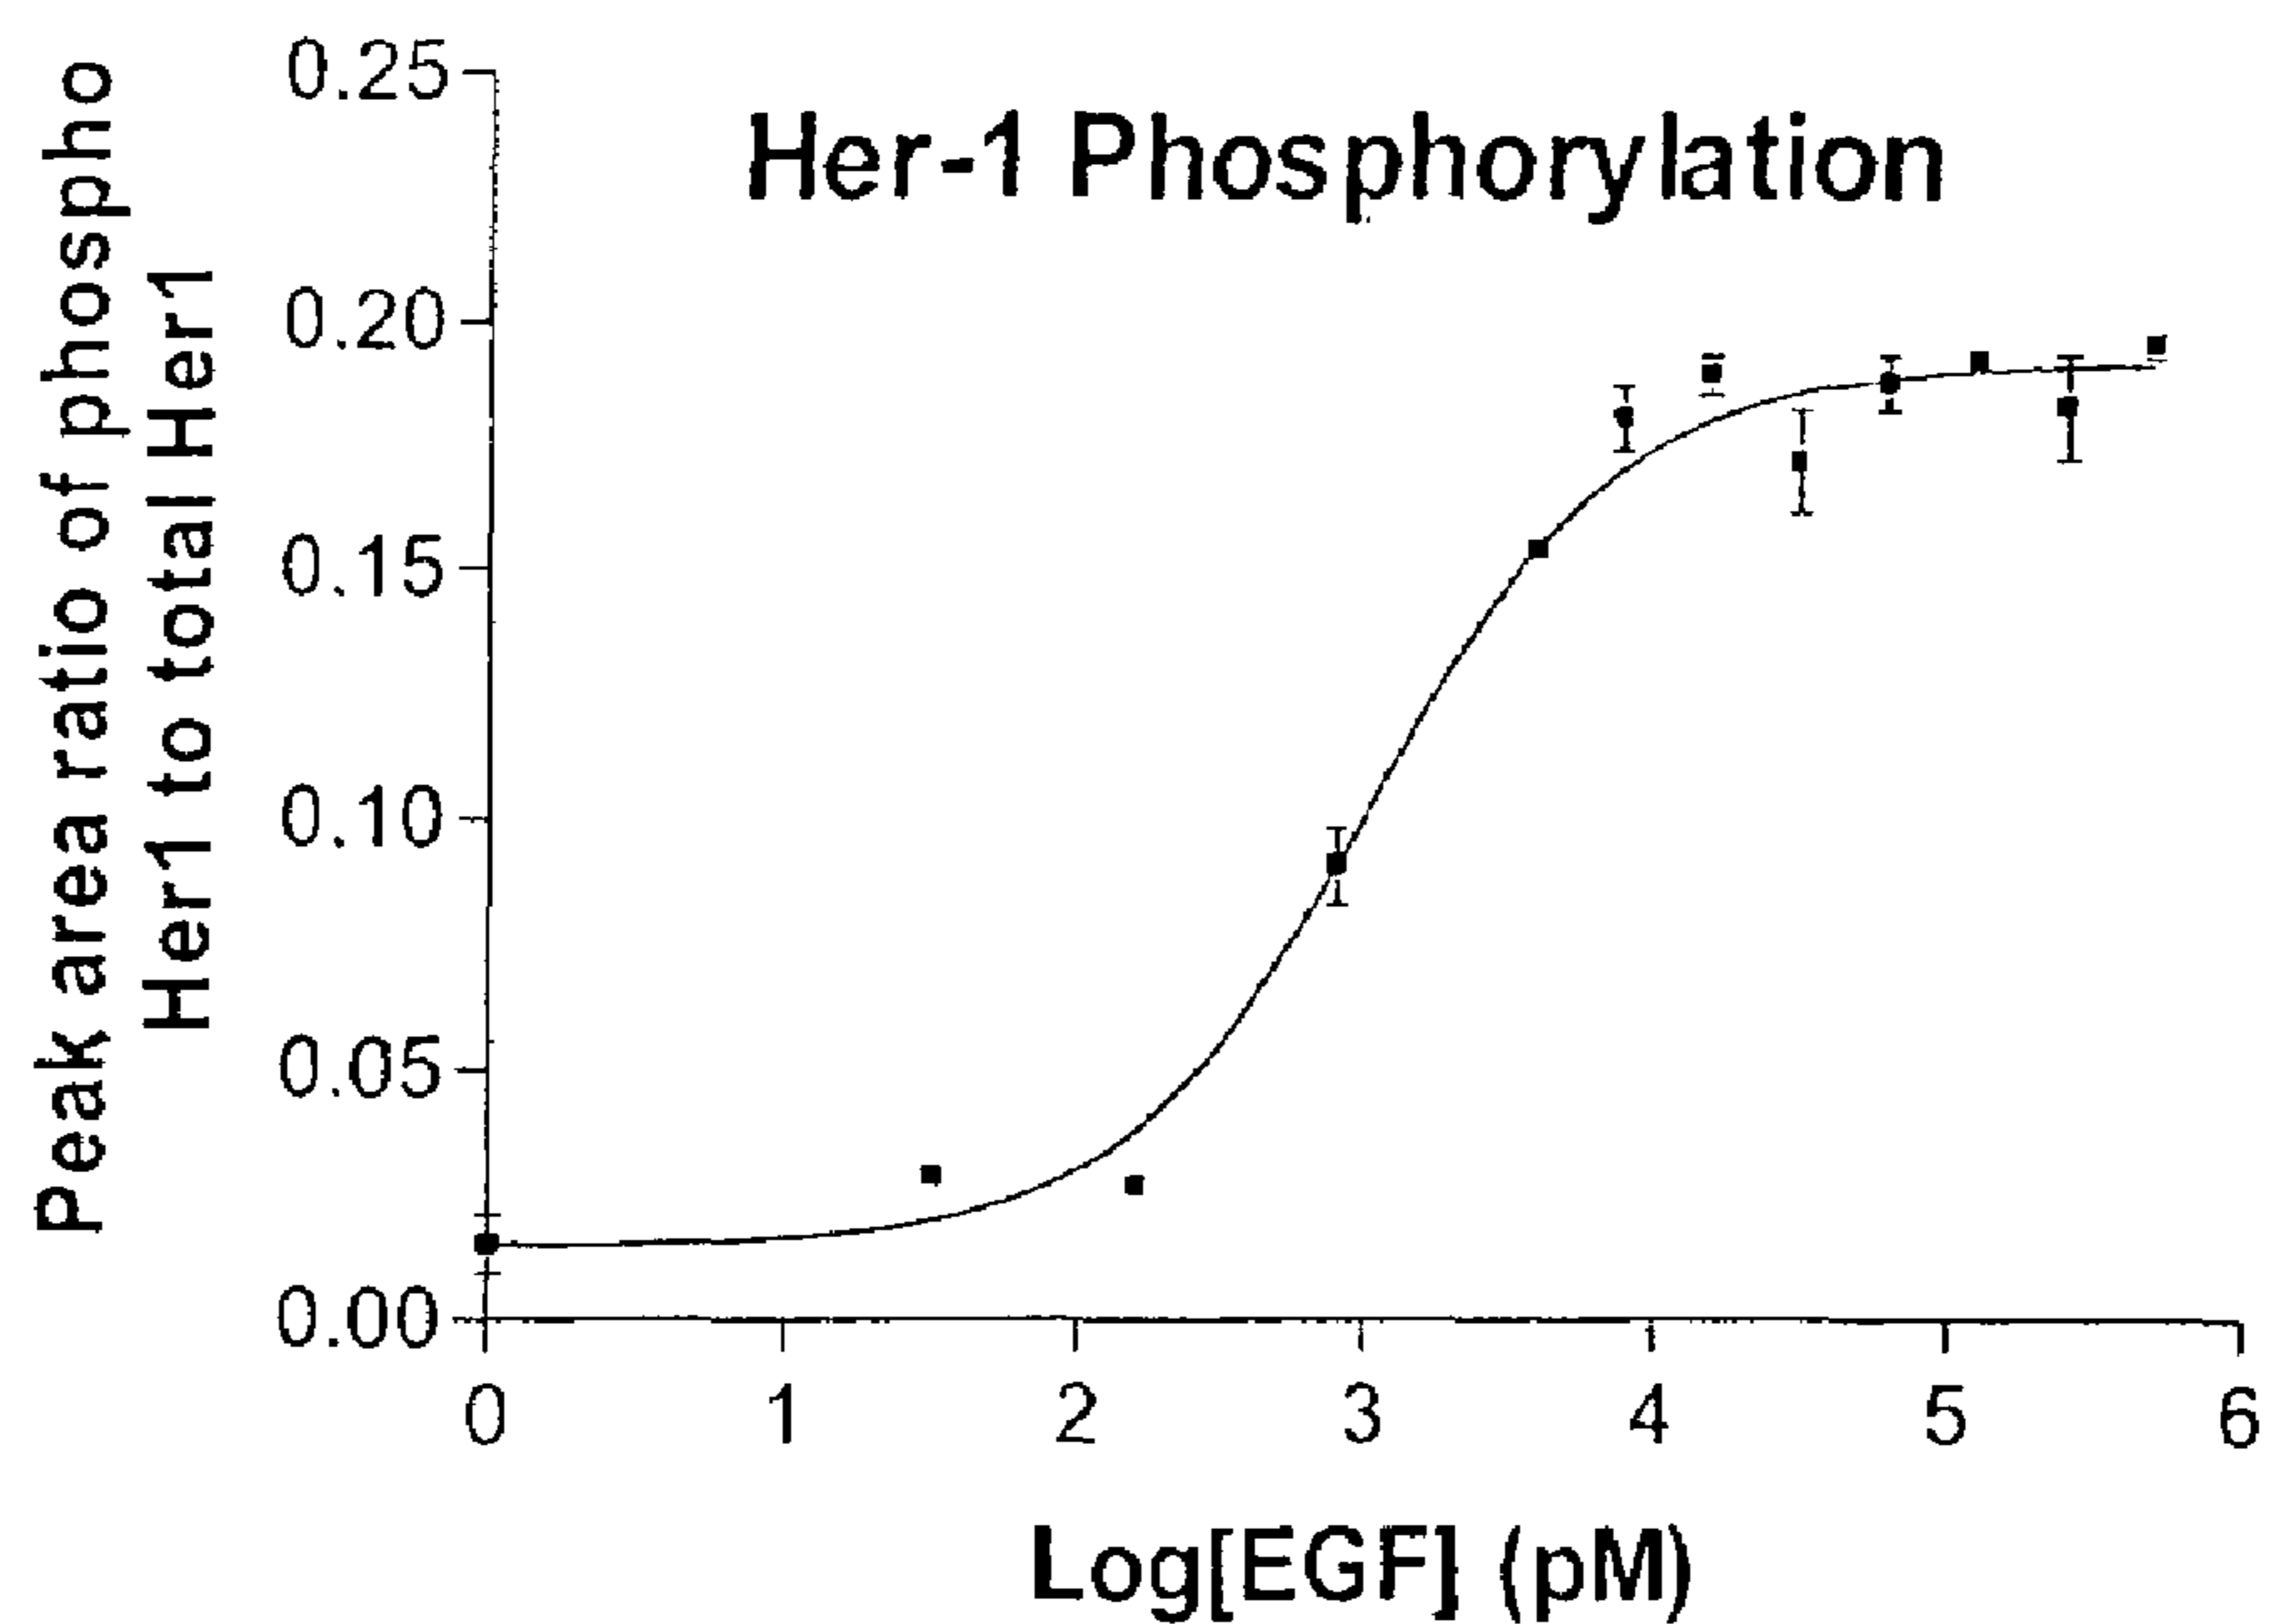 Her-1 Phosphorylation
Peak area ratio of phospho
Her1 to total Her1
0.25
0.20
0.15
0.10
0.05
0.00
0 1 2 3 4 5 6
Log[EGF] (pM)